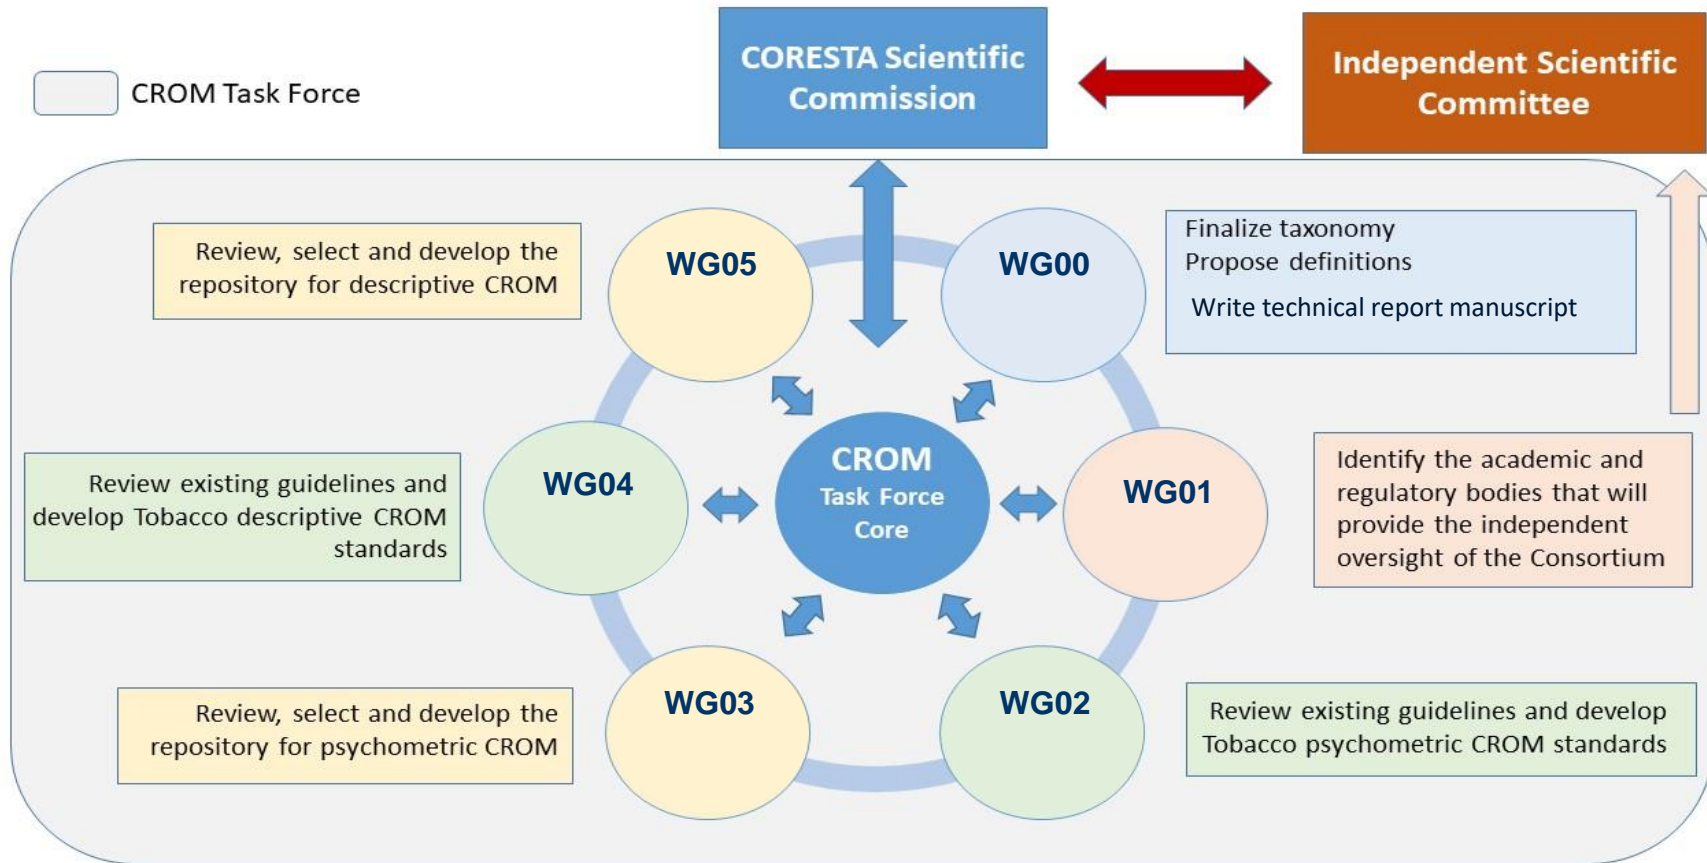 CROM Task Force
CORESTA Scientific
Commission
Independent Scientific
Committee
Review, select and develop the
repository for descriptive CROM
WG05
WG00
Finalize taxonomy
Propose definitions
Write technical report manuscript
Review existing guidelines and
develop Tobacco descriptive CROM
standards
WG04
CROM
Task Force
Core
WG01
Identify the academic and
regulatory bodies that will
provide the independent
oversight of the Consortium
Review, select and develop the
repository for psychometric CROM
WG03
WG02
Review existing guidelines and develop
Tobacco psychometric CROM standards